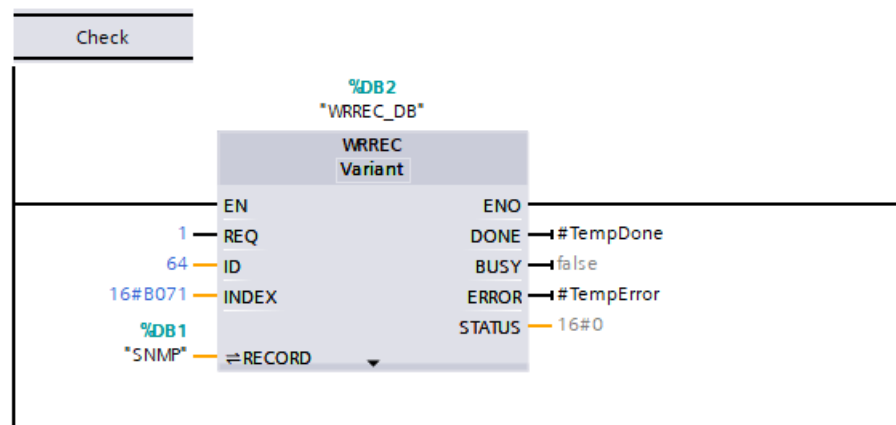 Check
%DB2
"WRREC_DB"
WRREC
Variant
EN ENO
1 REQ DONE #TempDone
64 ID BUSY false
16#B071 INDEX ERROR #TempError
%DB1 STATUS 16#0
"SNMP" ⇌RECORD